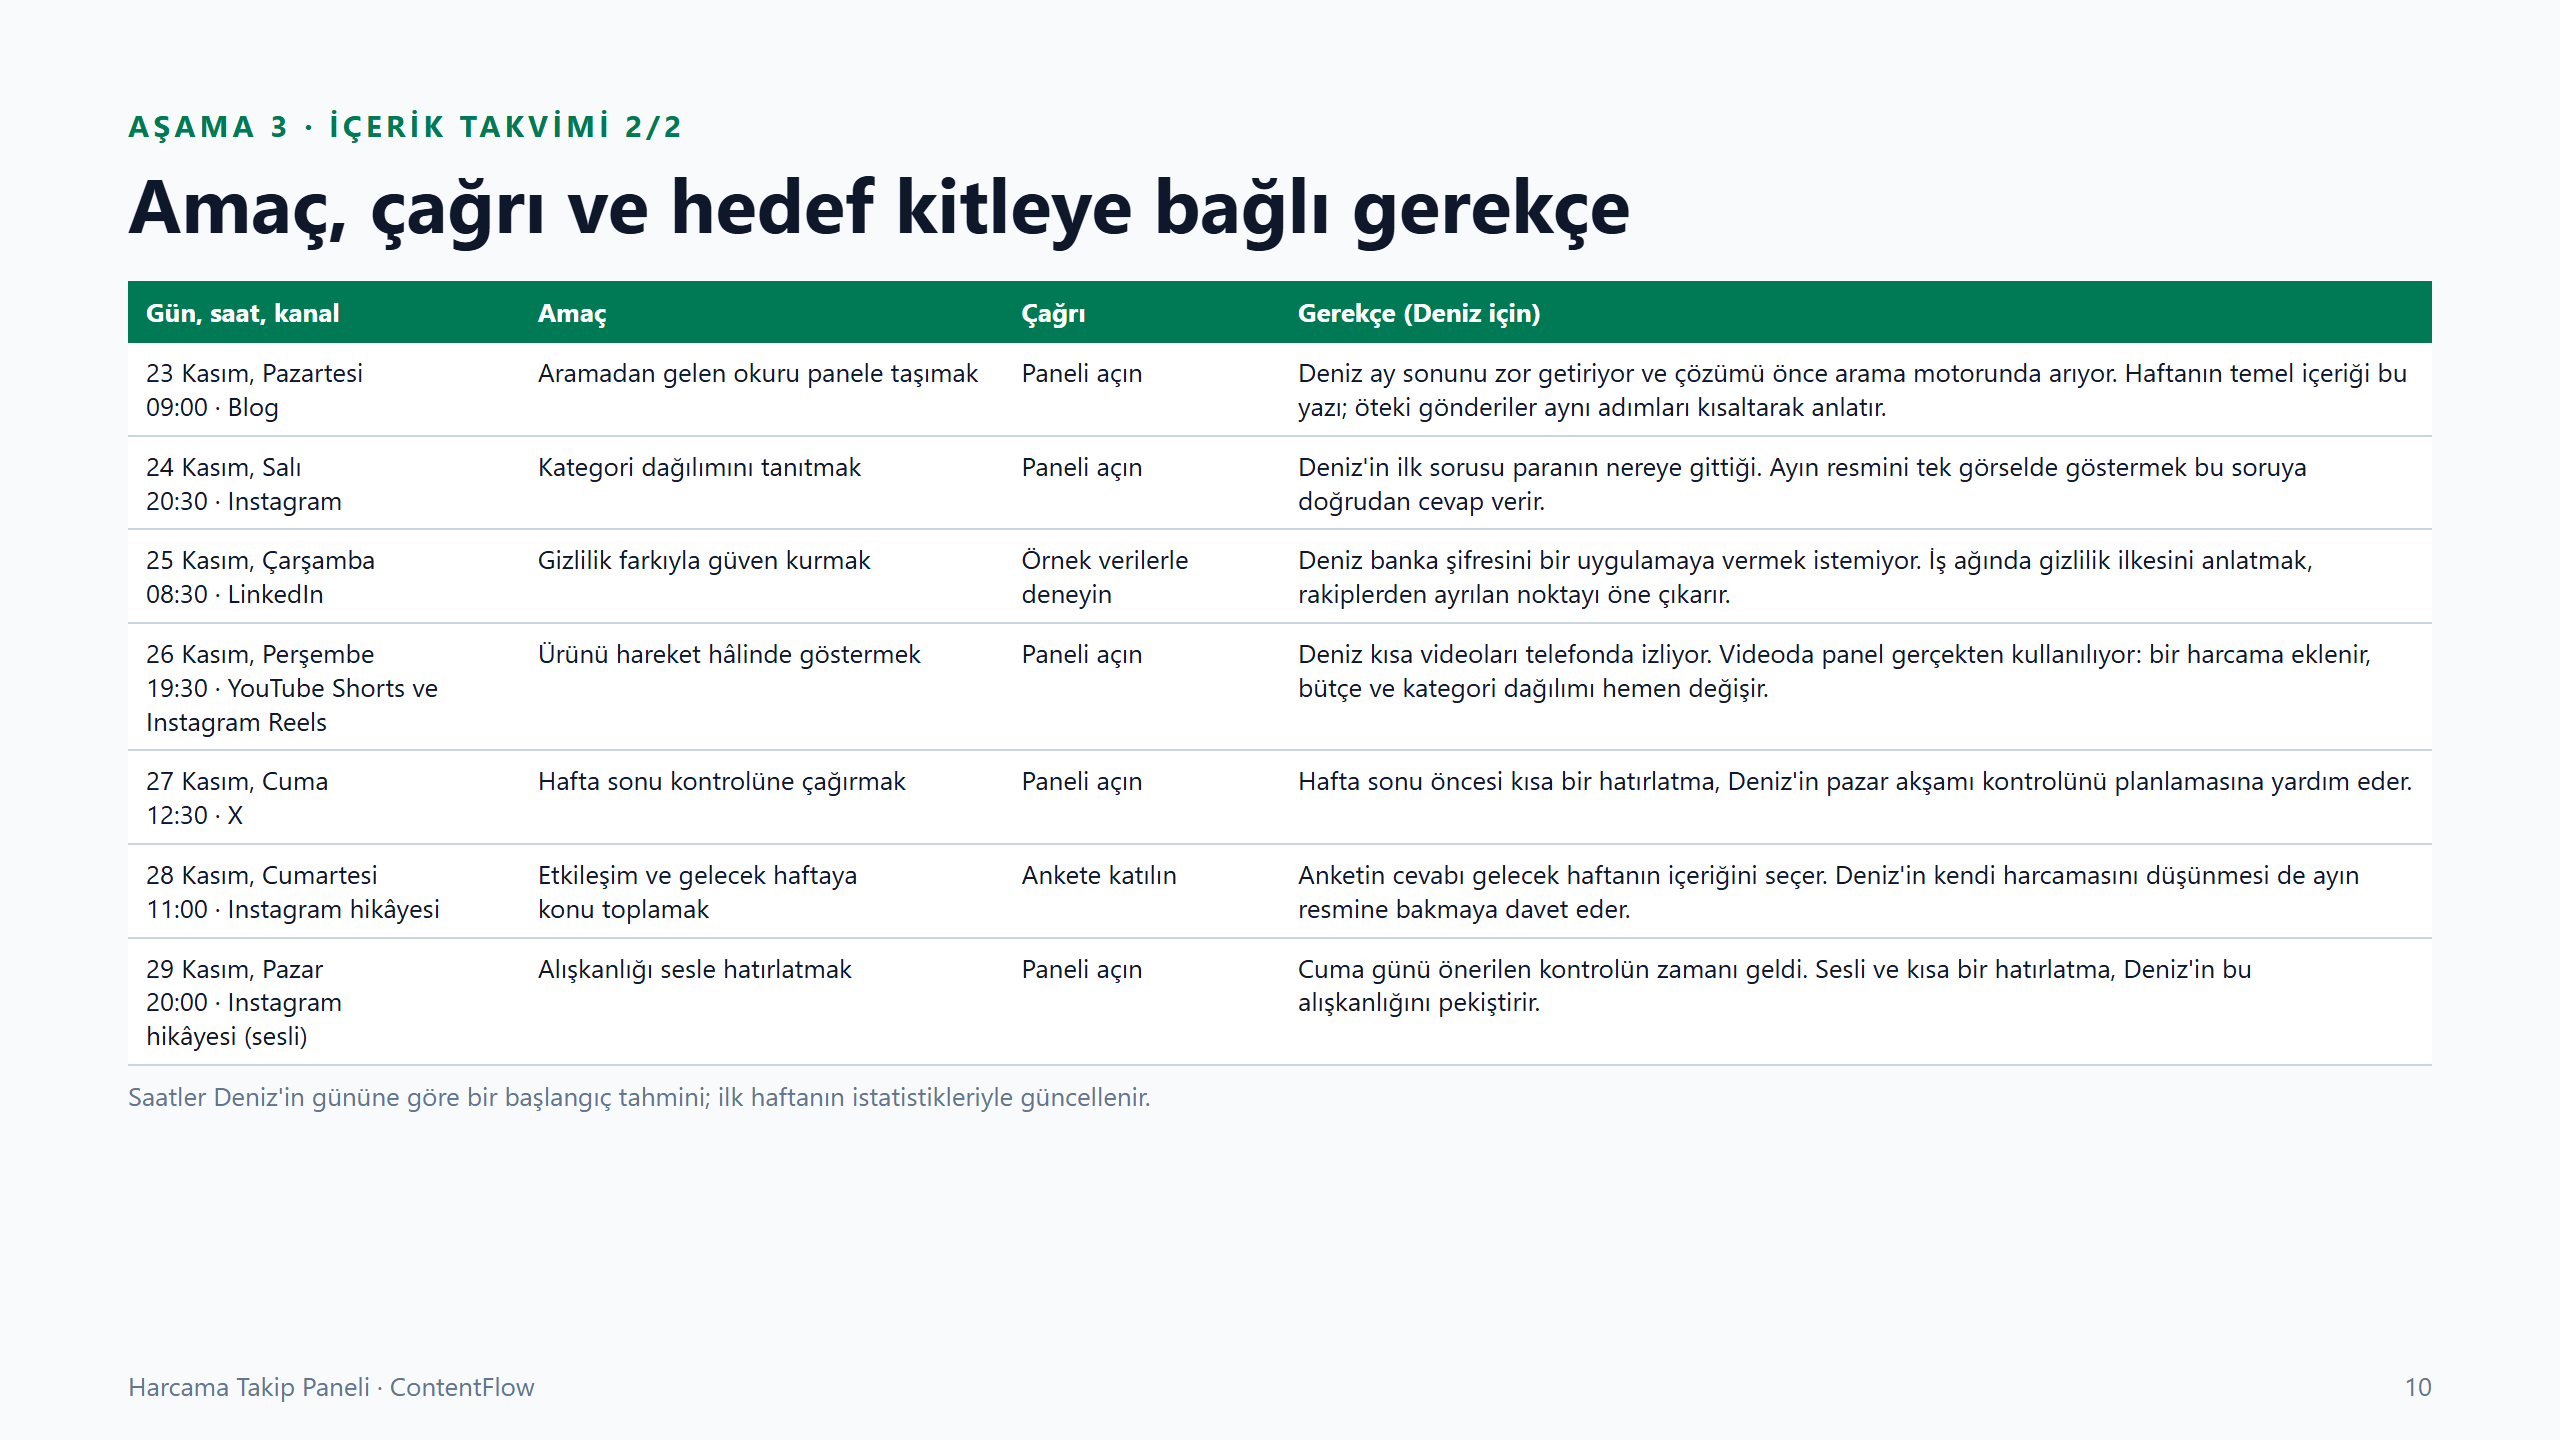 AŞAMA 3 · İÇERİK TAKVİMİ 2/2
Amaç, çağrı ve hedef kitleye bağlı gerekçe
Gün, saat, kanal
Amaç
Çağrı
Gerekçe (Deniz için)
23 Kasım, Pazartesi
09:00 · Blog
Aramadan gelen okuru panele taşımak
Paneli açın
Deniz ay sonunu zor getiriyor ve çözümü önce arama motorunda arıyor. Haftanın temel içeriği bu
yazı; öteki gönderiler aynı adımları kısaltarak anlatır.
24 Kasım, Salı
20:30 · Instagram
Kategori dağılımını tanıtmak
Paneli açın
Deniz'in ilk sorusu paranın nereye gittiği. Ayın resmini tek görselde göstermek bu soruya
doğrudan cevap verir.
25 Kasım, Çarşamba
08:30 · LinkedIn
Gizlilik farkıyla güven kurmak
Örnek verilerle
deneyin
Deniz banka şifresini bir uygulamaya vermek istemiyor. İş ağında gizlilik ilkesini anlatmak,
rakiplerden ayrılan noktayı öne çıkarır.
26 Kasım, Perşembe
19:30 · YouTube Shorts ve
Instagram Reels
Ürünü hareket hâlinde göstermek
Paneli açın
Deniz kısa videoları telefonda izliyor. Videoda panel gerçekten kullanılıyor: bir harcama eklenir,
bütçe ve kategori dağılımı hemen değişir.
27 Kasım, Cuma
12:30 · X
Hafta sonu kontrolüne çağırmak
Paneli açın
Hafta sonu öncesi kısa bir hatırlatma, Deniz'in pazar akşamı kontrolünü planlamasına yardım eder.
28 Kasım, Cumartesi
11:00 · Instagram hikâyesi
Etkileşim ve gelecek haftaya
konu toplamak
Ankete katılın
Anketin cevabı gelecek haftanın içeriğini seçer. Deniz'in kendi harcamasını düşünmesi de ayın
resmine bakmaya davet eder.
29 Kasım, Pazar
20:00 · Instagram
hikâyesi (sesli)
Alışkanlığı sesle hatırlatmak
Paneli açın
Cuma günü önerilen kontrolün zamanı geldi. Sesli ve kısa bir hatırlatma, Deniz'in bu
alışkanlığını pekiştirir.
Saatler Deniz'in gününe göre bir başlangıç tahmini; ilk haftanın istatistikleriyle güncellenir.
Harcama Takip Paneli · ContentFlow
10